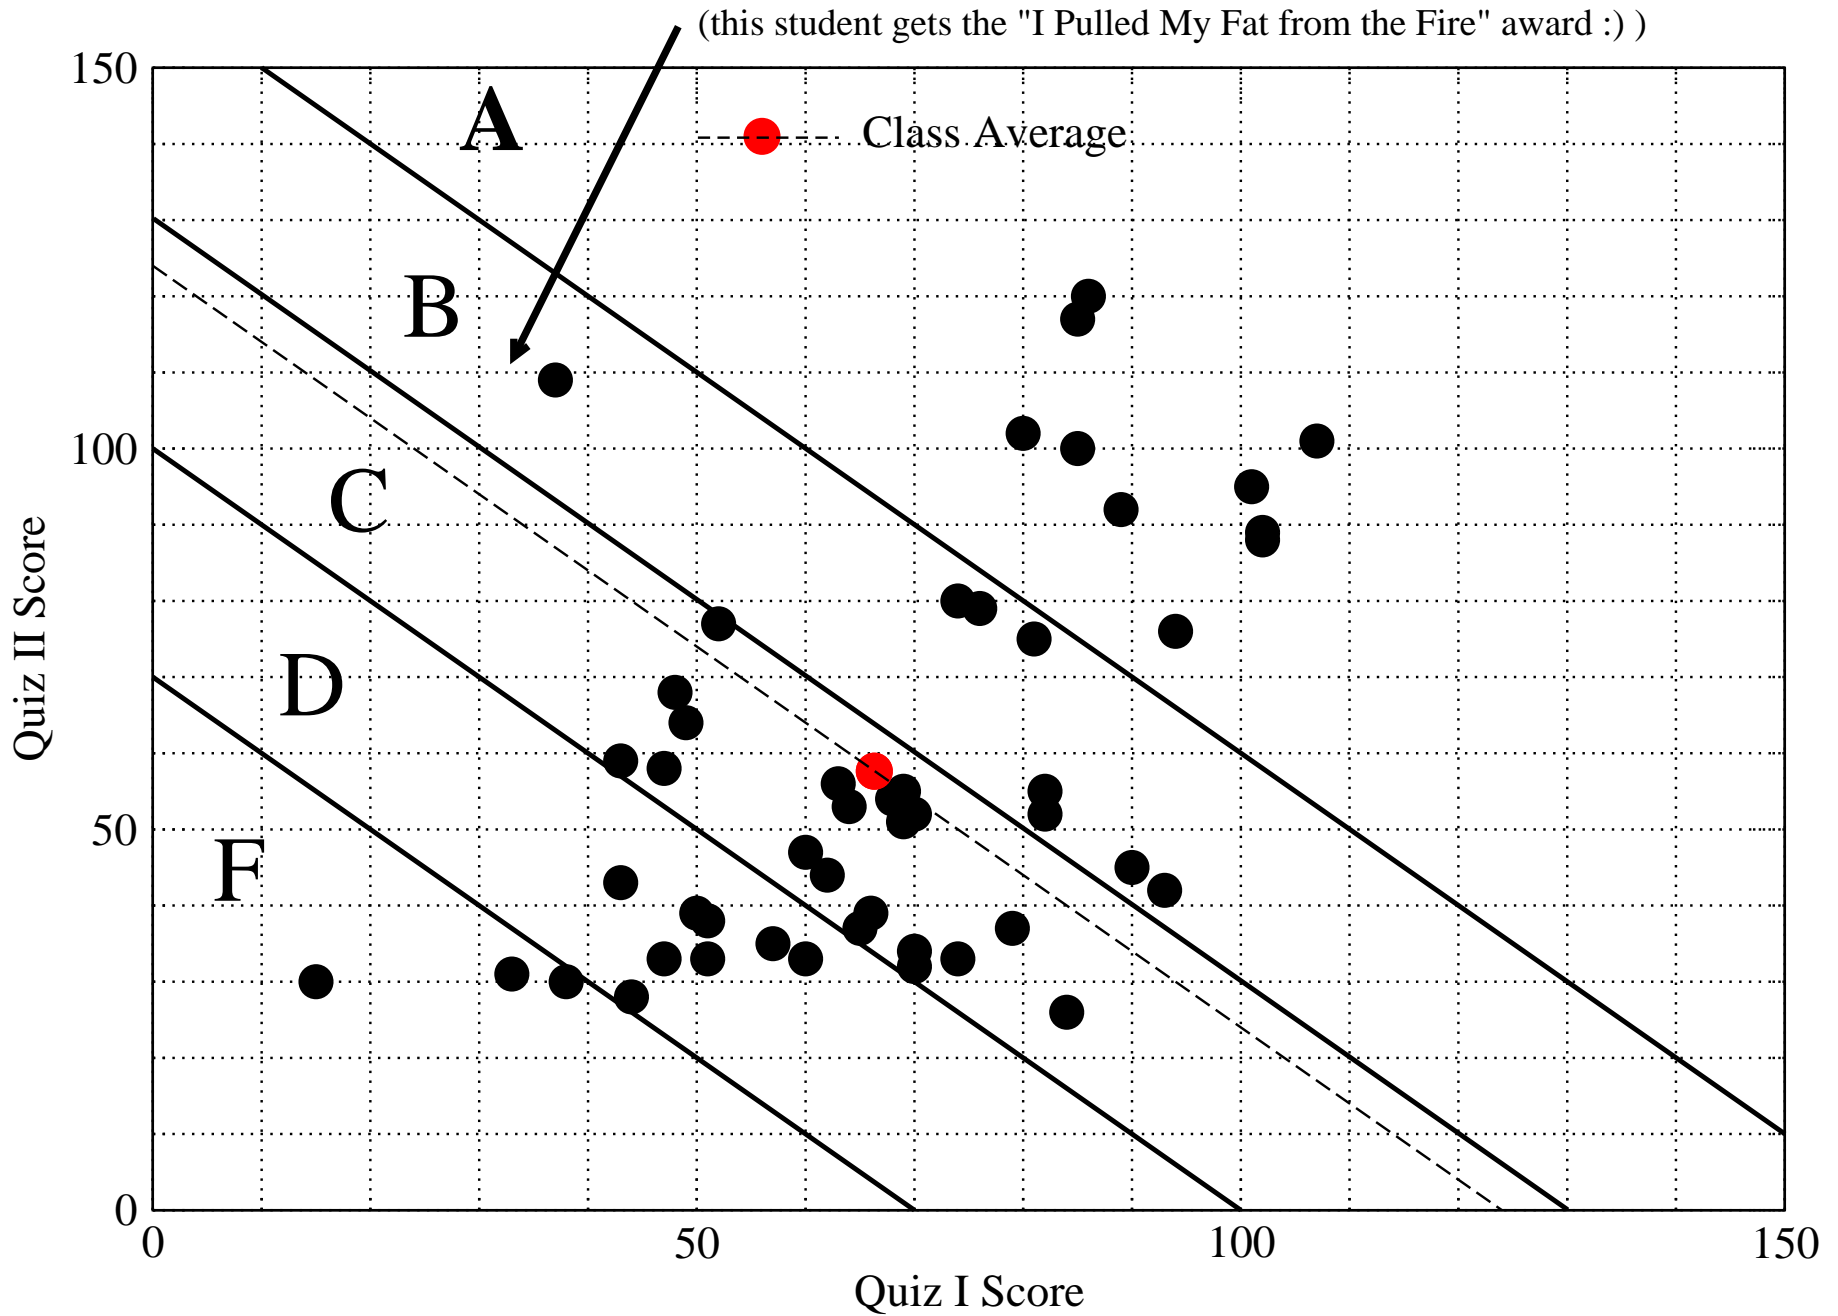 (this student gets the "I Pulled My Fat from the Fire" award :) )
150
A
Class Average
B
100
C
Quiz II Score
D
50
F
0
0 50 100 150
Quiz I Score